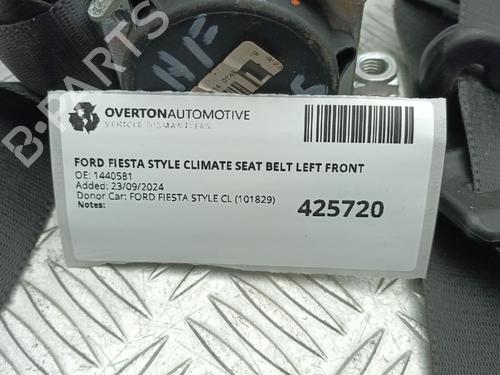 OVERTONAUTOMOTIVE
VEHICLE DISMANTLERS
FORD FIESTA STYLE CLIMATE SEAT BELT LEFT FRONT
OE: 1440581
Added: 23/09/2024
Donor Car: FORD FIESTA STYLE CL (101829)
Notes:
425720